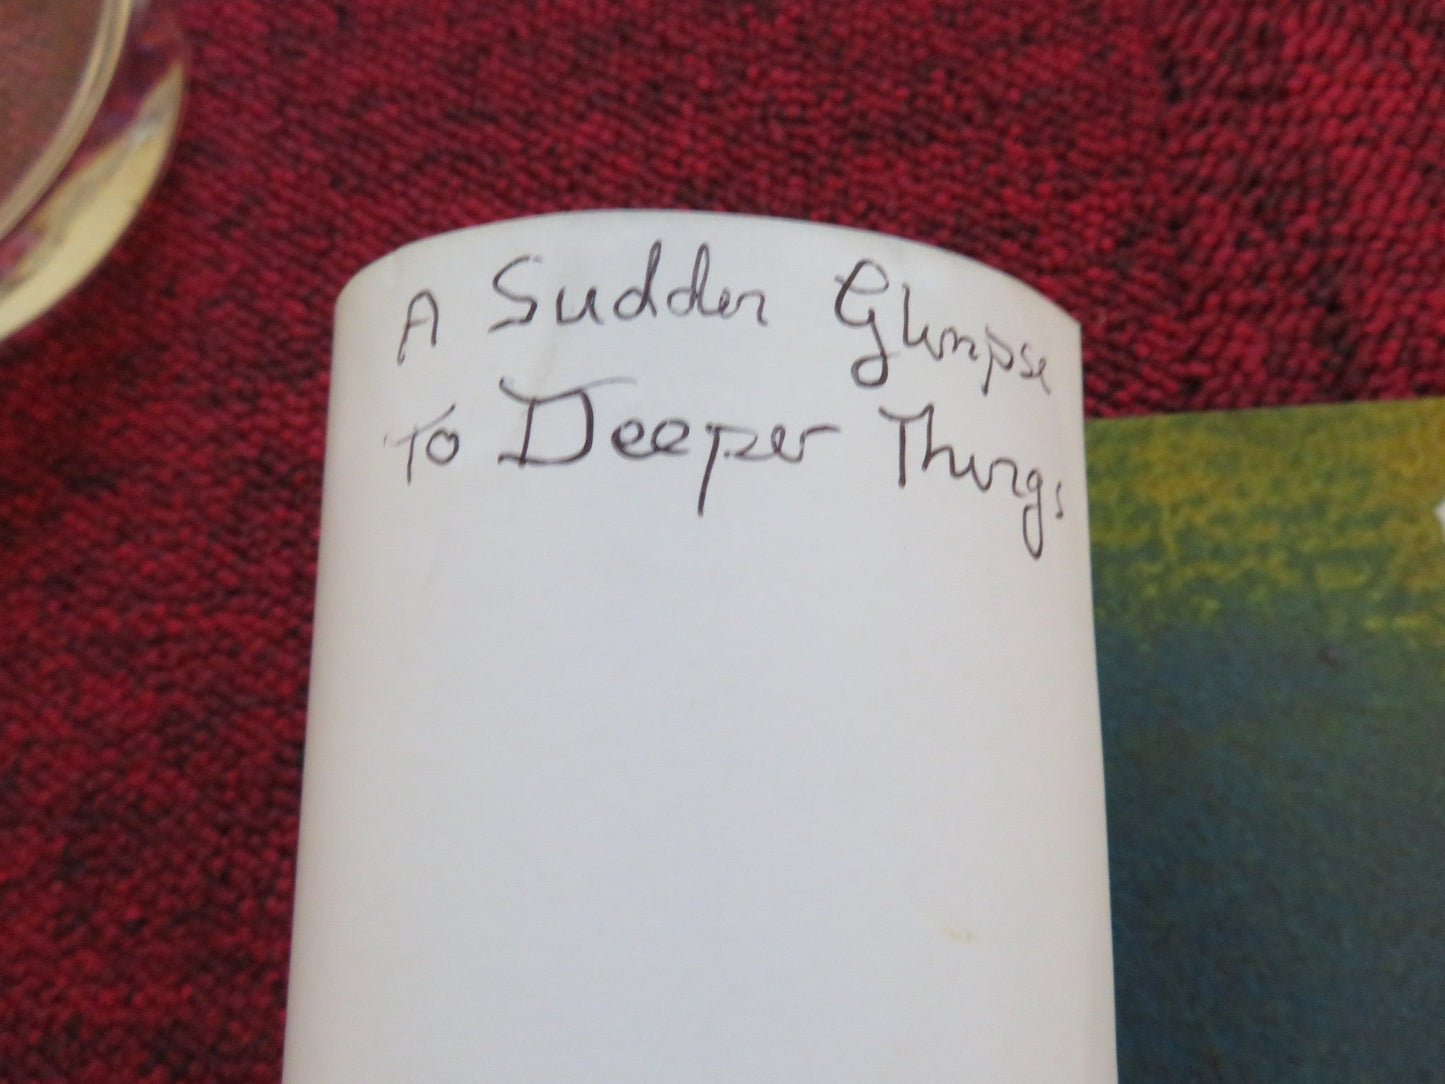 A Sudden Glimpse
To Deeper Things